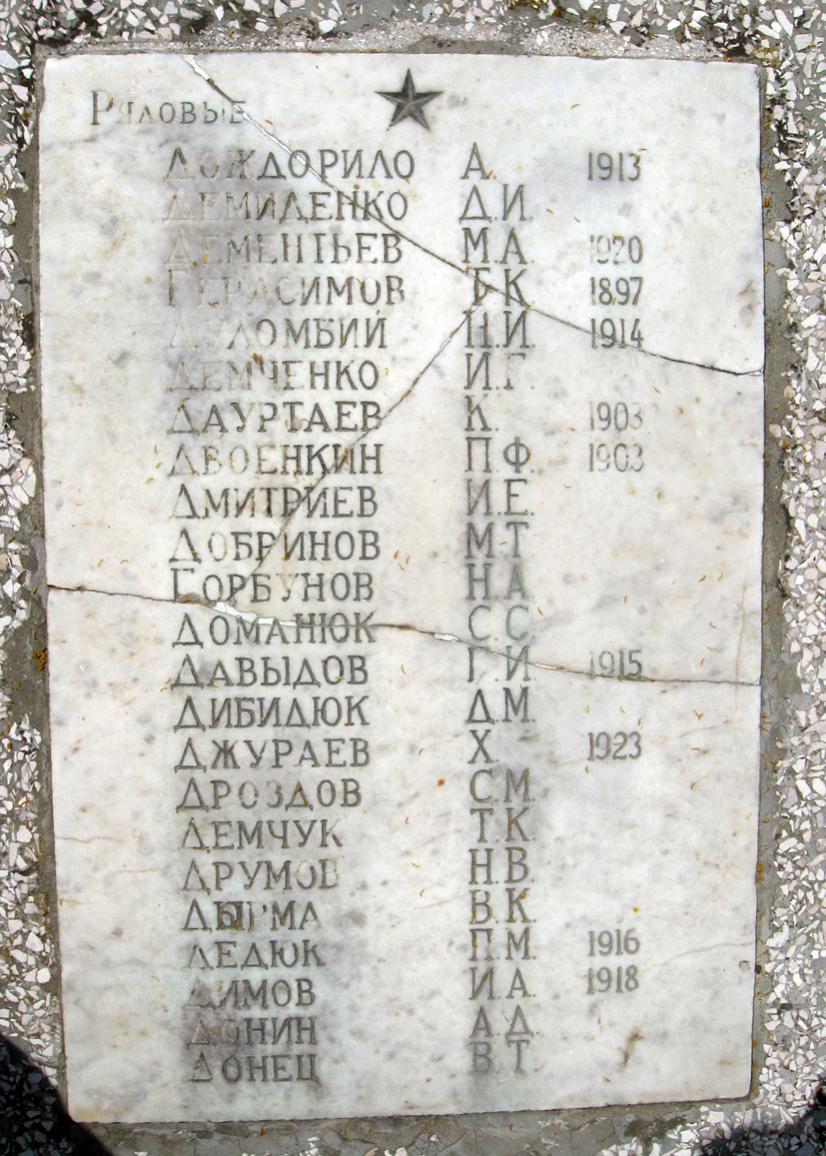 Рядовые
Дождорило А. 1913
Демиденко Д.И.
Дементьев М.А. 1920
Герасимов Б.К. 1897
Дуломбий Н.И. 1914
Демченко И.Г.
Дауртаев К. 1903
Двоенкин П.Ф. 1903
Дмитриев И.Е.
Добринов М.Т.
Горбунов Н.А.
Доманюк С.С.
Давыдов Г.И. 1915
Дибидюк Д.М.
Джураев Х. 1923
Дроздов С.М.
Демчук Т.К.
Друмов Н.В.
Дырма В.К.
Дедюк П.М. 1916
Димов И.А. 1918
Донин А.Д.
Донец В.Т.